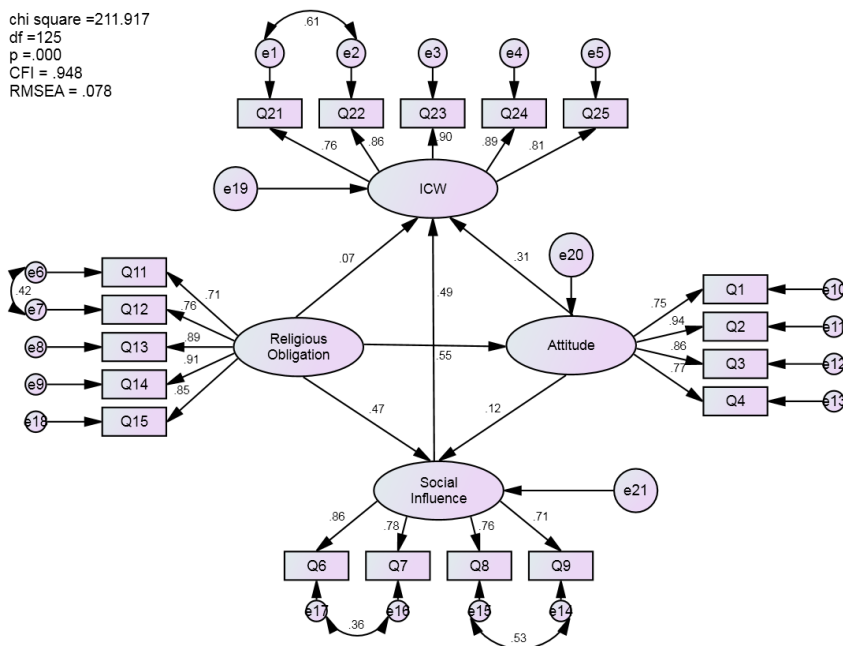 chi square =211.917
df =125
p =.000
CFI = .948
RMSEA = .078
.61
e1
e2
e3
e4
e5
Q21
Q22
Q23
Q24
Q25
.76
.86
.90
.89
.81
e19
ICW
.07
.49
.31
e20
e6
.42
e7
e8
e9
e18
Q11
Q12
Q13
Q14
Q15
.71
.76
.89
.91
.85
Religious
Obligation
.55
Attitude
.75
.94
.86
.77
Q1
Q2
Q3
Q4
e10
e11
e12
e13
.47
.12
Social
Influence
e21
.86
.78
.76
.71
Q6
Q7
Q8
Q9
e17
e16
e15
e14
.36
.53